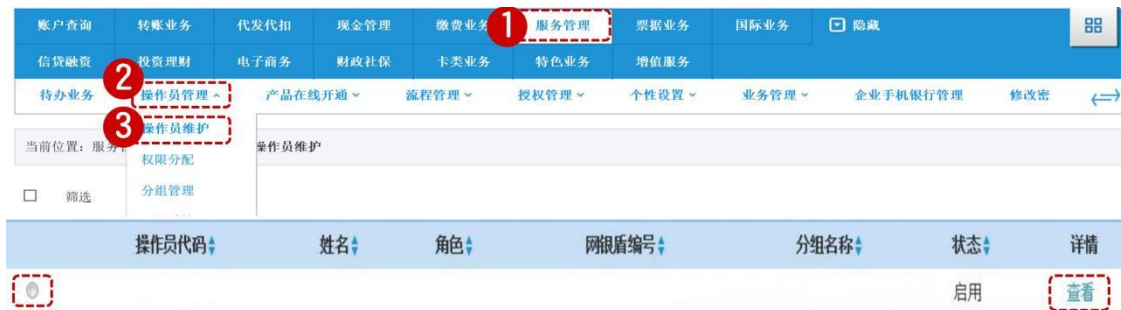 账户查询 转账业务 代发代扣 现金管理 缴费业务 1 服务管理 票据业务 国际业务 隐藏
信贷融资 投资理财 电子商务 财政社保 卡类业务 特色业务 增值服务
2
待办业务 操作员管理 产品在线开通 流程管理 授权管理 个性设置 业务管理 企业手机银行管理 修改密
3 操作员维护
当前位置：服务 操作员维护
权限分配
筛选 分组管理
操作员代码 姓名 角色 网银盾编号 分组名称 状态 详情
启用 查看